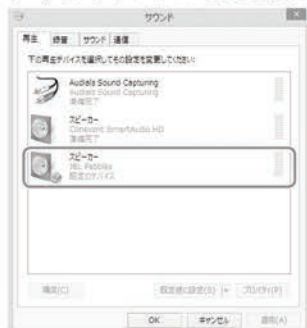 サウンド
再生 録音 サウンド 通信
下の再生デバイスを選択してその設定を変更してください:
Audials Sound Capturing
Audials Sound Capturing
準備完了
スピーカー
Conexant SmartAudio HD
準備完了
スピーカー
JBL Pebbles
既定のデバイス
構成(C)
既定値に設定(S)
プロパティ(P)
OK キャンセル 適用(A)